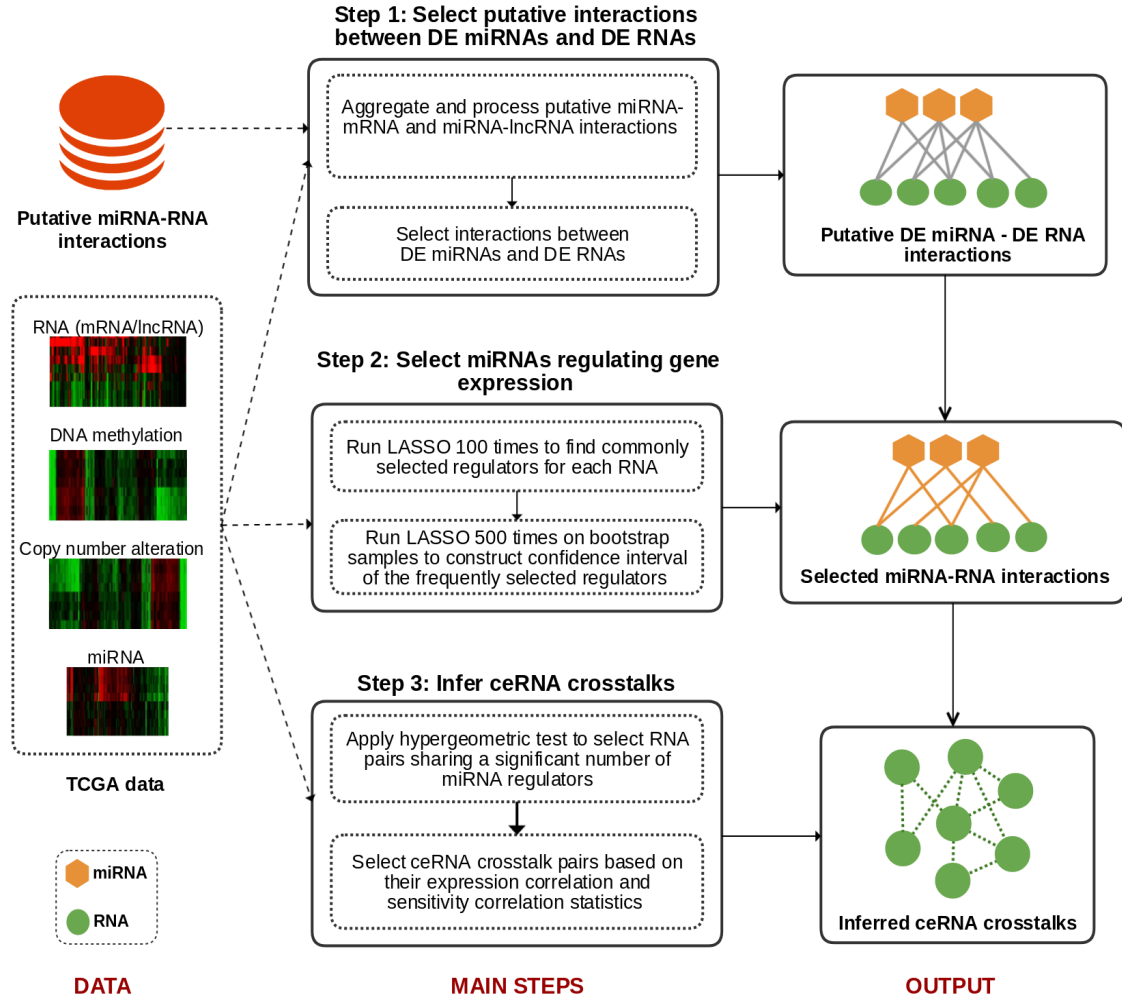 Step 1: Select putative interactions
between DE miRNAs and DE RNAs
Aggregate and process putative miRNA-
mRNA and miRNA-lncRNA interactions
Select interactions between
DE miRNAs and DE RNAs
Putative DE miRNA - DE RNA
interactions
Putative miRNA-RNA
interactions
RNA (mRNA/lncRNA)
DNA methylation
Copy number alteration
miRNA
TCGA data
Step 2: Select miRNAs regulating gene
expression
Run LASSO 100 times to find commonly
selected regulators for each RNA
Run LASSO 500 times on bootstrap
samples to construct confidence interval
of the frequently selected regulators
Selected miRNA-RNA interactions
Step 3: Infer ceRNA crosstalks
Apply hypergeometric test to select RNA
pairs sharing a significant number of
miRNA regulators
Select ceRNA crosstalk pairs based on
their expression correlation and
sensitivity correlation statistics
Inferred ceRNA crosstalks
miRNA
RNA
DATA
MAIN STEPS
OUTPUT